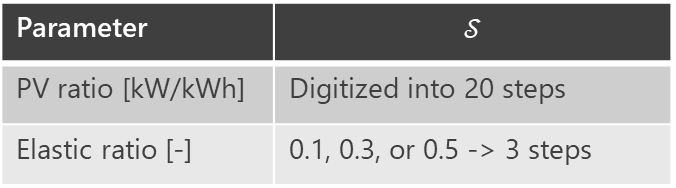 Parameter 𝒮
PV ratio [kW/kWh] Digitized into 20 steps
Elastic ratio [-] 0.1, 0.3, or 0.5 -> 3 steps